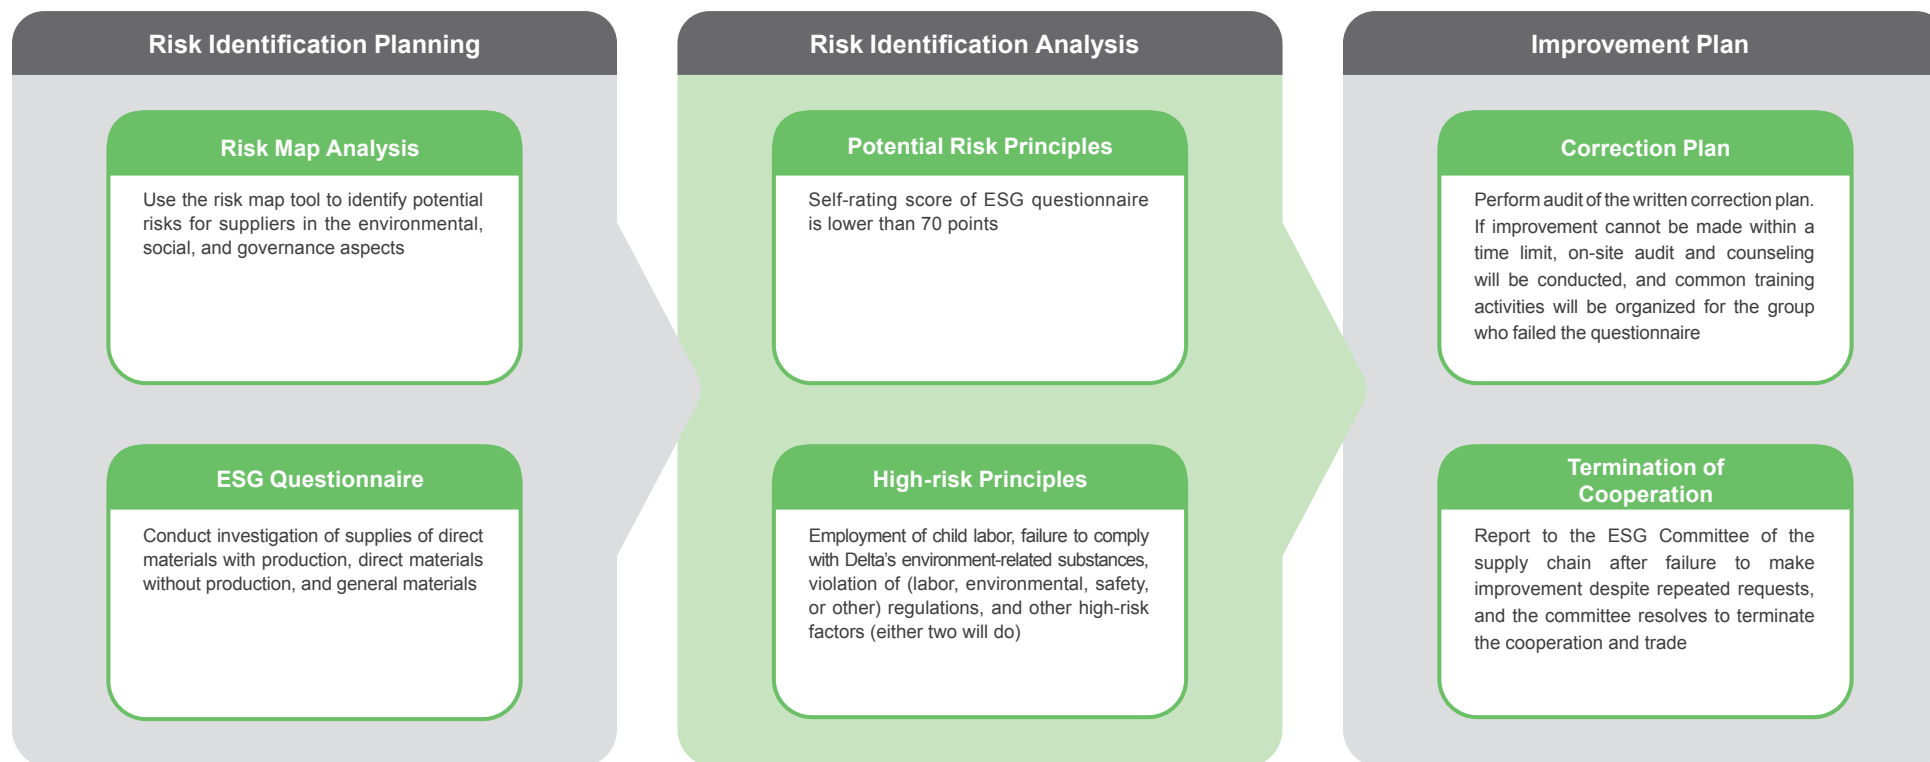 Risk Identification Planning
Risk Map Analysis
Use the risk map tool to identify potential
risks for suppliers in the environmental,
social, and governance aspects
ESG Questionnaire
Conduct investigation of supplies of direct
materials with production, direct materials
without production, and general materials
Risk Identification Analysis
Potential Risk Principles
Self-rating score of ESG questionnaire
is lower than 70 points
High-risk Principles
Employment of child labor, failure to comply
with Delta’s environment-related substances,
violation of (labor, environmental, safety,
or other) regulations, and other high-risk
factors (either two will do)
Improvement Plan
Correction Plan
Perform audit of the written correction plan.
If improvement cannot be made within a
time limit, on-site audit and counseling
will be conducted, and common training
activities will be organized for the group
who failed the questionnaire
Termination of
Cooperation
Report to the ESG Committee of the
supply chain after failure to make
improvement despite repeated requests,
and the committee resolves to terminate
the cooperation and trade